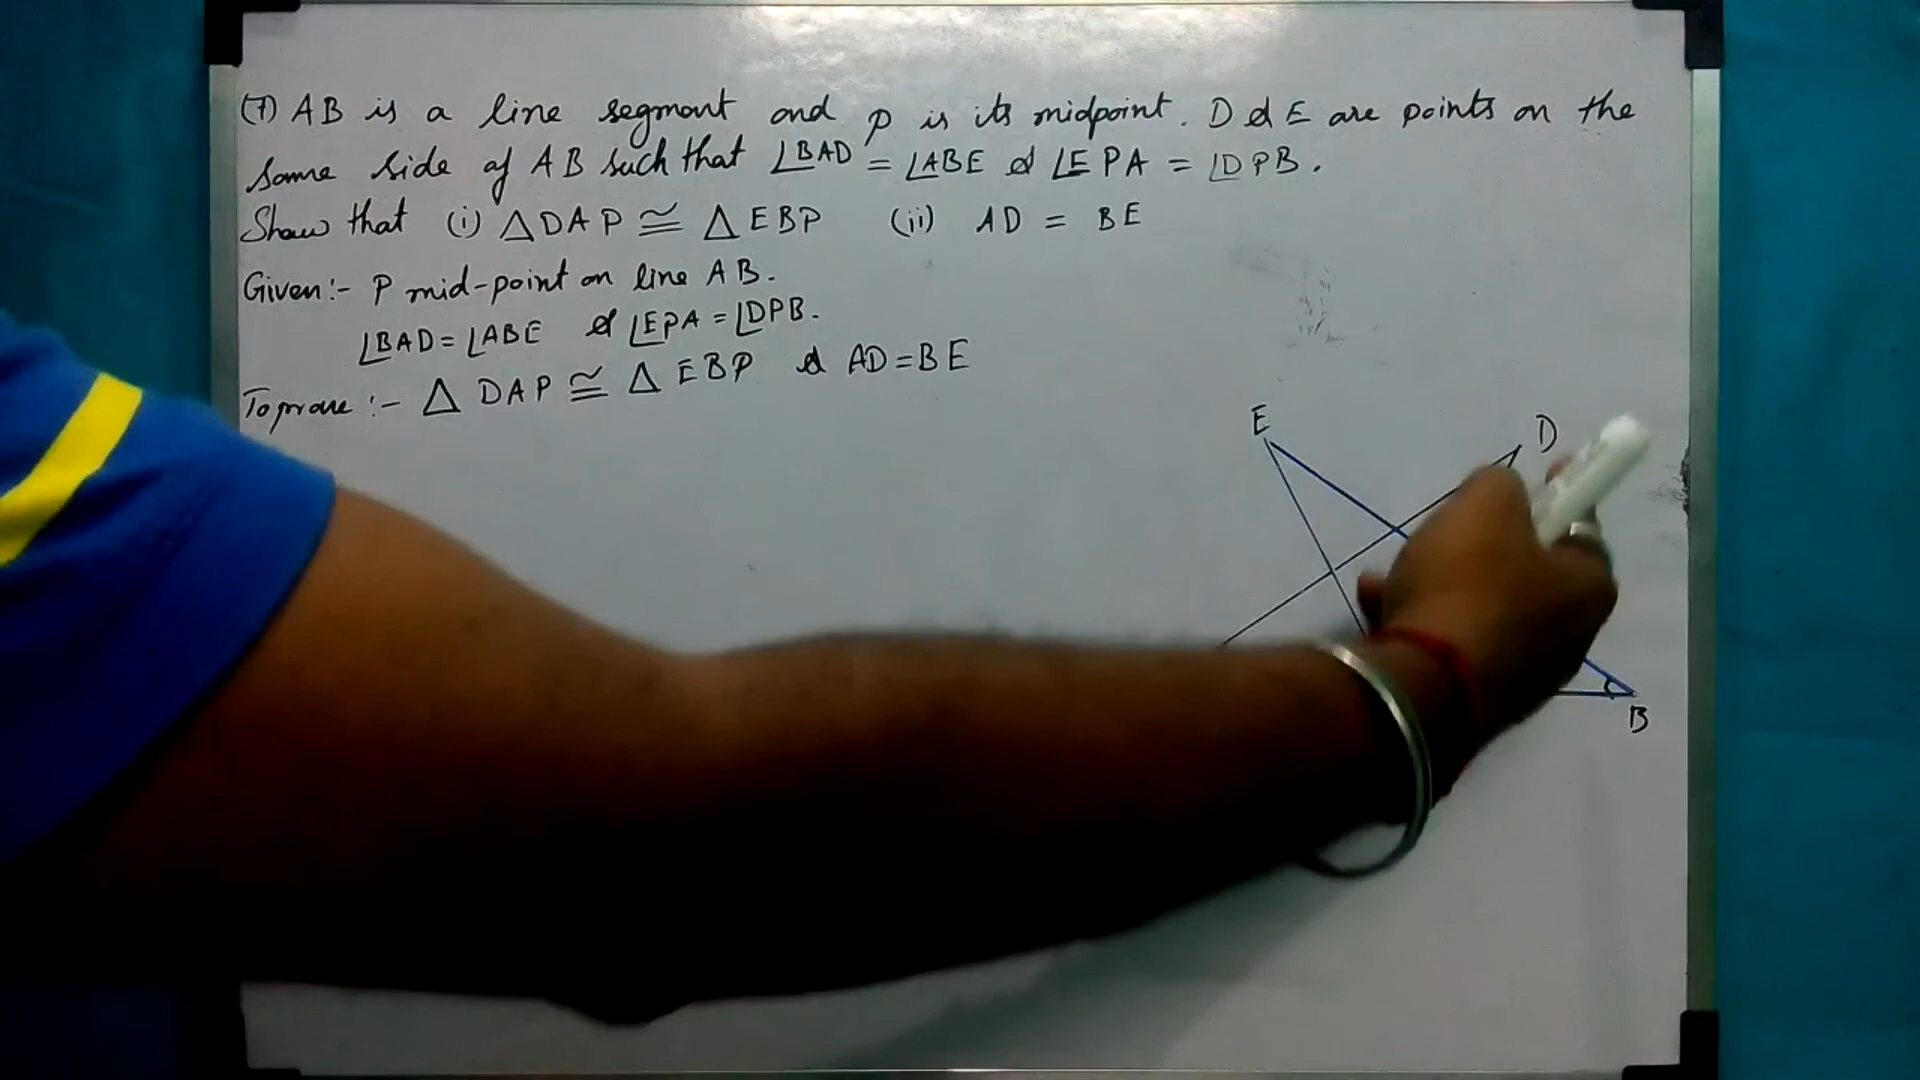 (7) AB is a line segment and p is its midpoint. D & E are points on the
same side of AB such that ∠BAD = ∠ABE & ∠EPA = ∠DPB.
Show that (i) △DAP ≅ △EBP (ii) AD = BE
Given:- P mid-point on line AB.
∠BAD = ∠ABE & ∠EPA = ∠DPB.
To prove :- △ DAP ≅ △ EBP & AD = BE
E
D
B